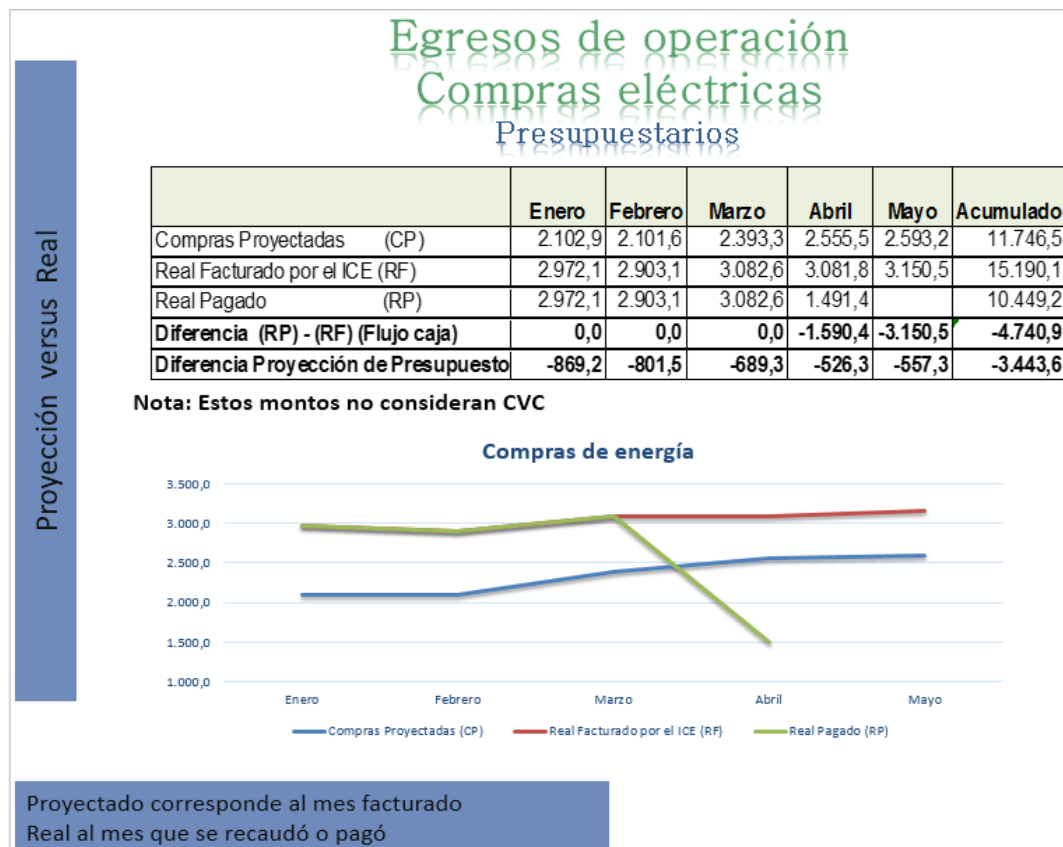 Egresos de operación
Compras eléctricas
Presupuestarios
Proyección versus Real
Enero Febrero Marzo Abril Mayo Acumulado
Compras Proyectadas (CP) 2.102,9 2.101,6 2.393,3 2.555,5 2.593,2 11.746,5
Real Facturado por el ICE (RF) 2.972,1 2.903,1 3.082,6 3.081,8 3.150,5 15.190,1
Real Pagado (RP) 2.972,1 2.903,1 3.082,6 1.491,4 10.449,2
Diferencia (RP) - (RF) (Flujo caja) 0,0 0,0 0,0 -1.590,4 -3.150,5 -4.740,9
Diferencia Proyección de Presupuesto -869,2 -801,5 -689,3 -526,3 -557,3 -3.443,6
Nota: Estos montos no consideran CVC
Compras de energía
3.500,0
3.000,0
2.500,0
2.000,0
1.500,0
1.000,0
Enero Febrero Marzo Abril Mayo
Compras Proyectadas (CP) Real Facturado por el ICE (RF) Real Pagado (RP)
Proyectado corresponde al mes facturado
Real al mes que se recaudó o pagó